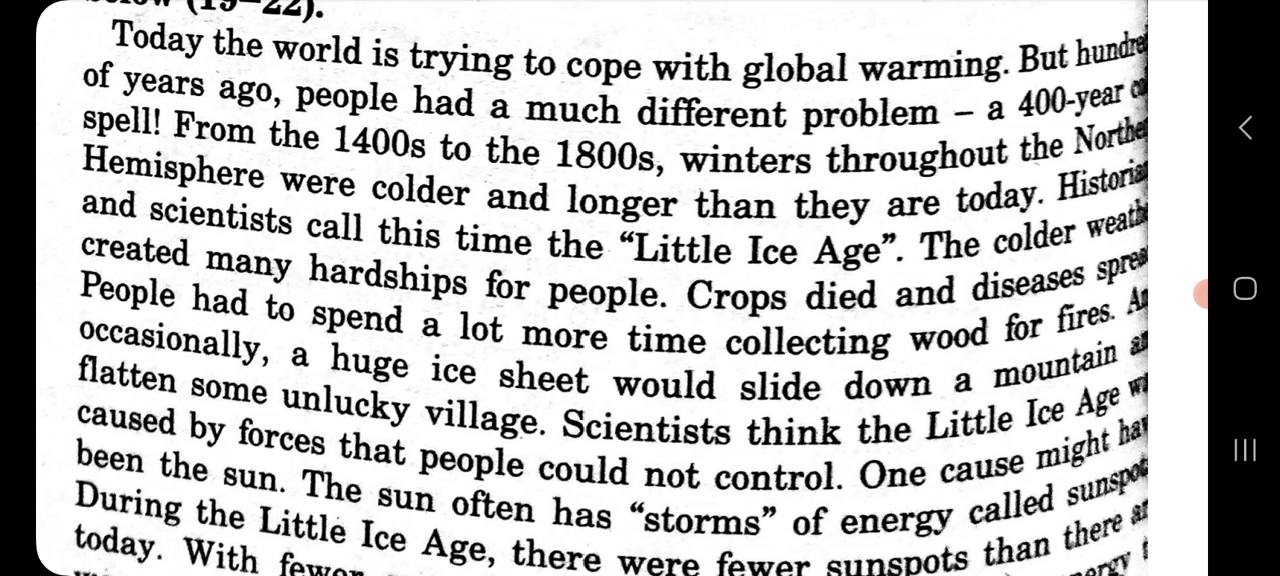 (19–22).
Today the world is trying to cope with global warming. But
of years ago, people had a much different problem – a 400-year
spell! From the 1400s to the 1800s, winters throughout the
Hemisphere were colder and longer than they are today.
and scientists call this time the “Little Ice Age”. The colder
created many hardships for people. Crops died and diseases
People had to spend a lot more time collecting wood for fires.
occasionally, a huge ice sheet would slide down a mountain
flatten some unlucky village. Scientists think the Little Ice Age
caused by forces that people could not control. One cause might
been the sun. The sun often has “storms” of energy called
During the Little Ice Age, there were fewer sunspots than there
today. With fewer